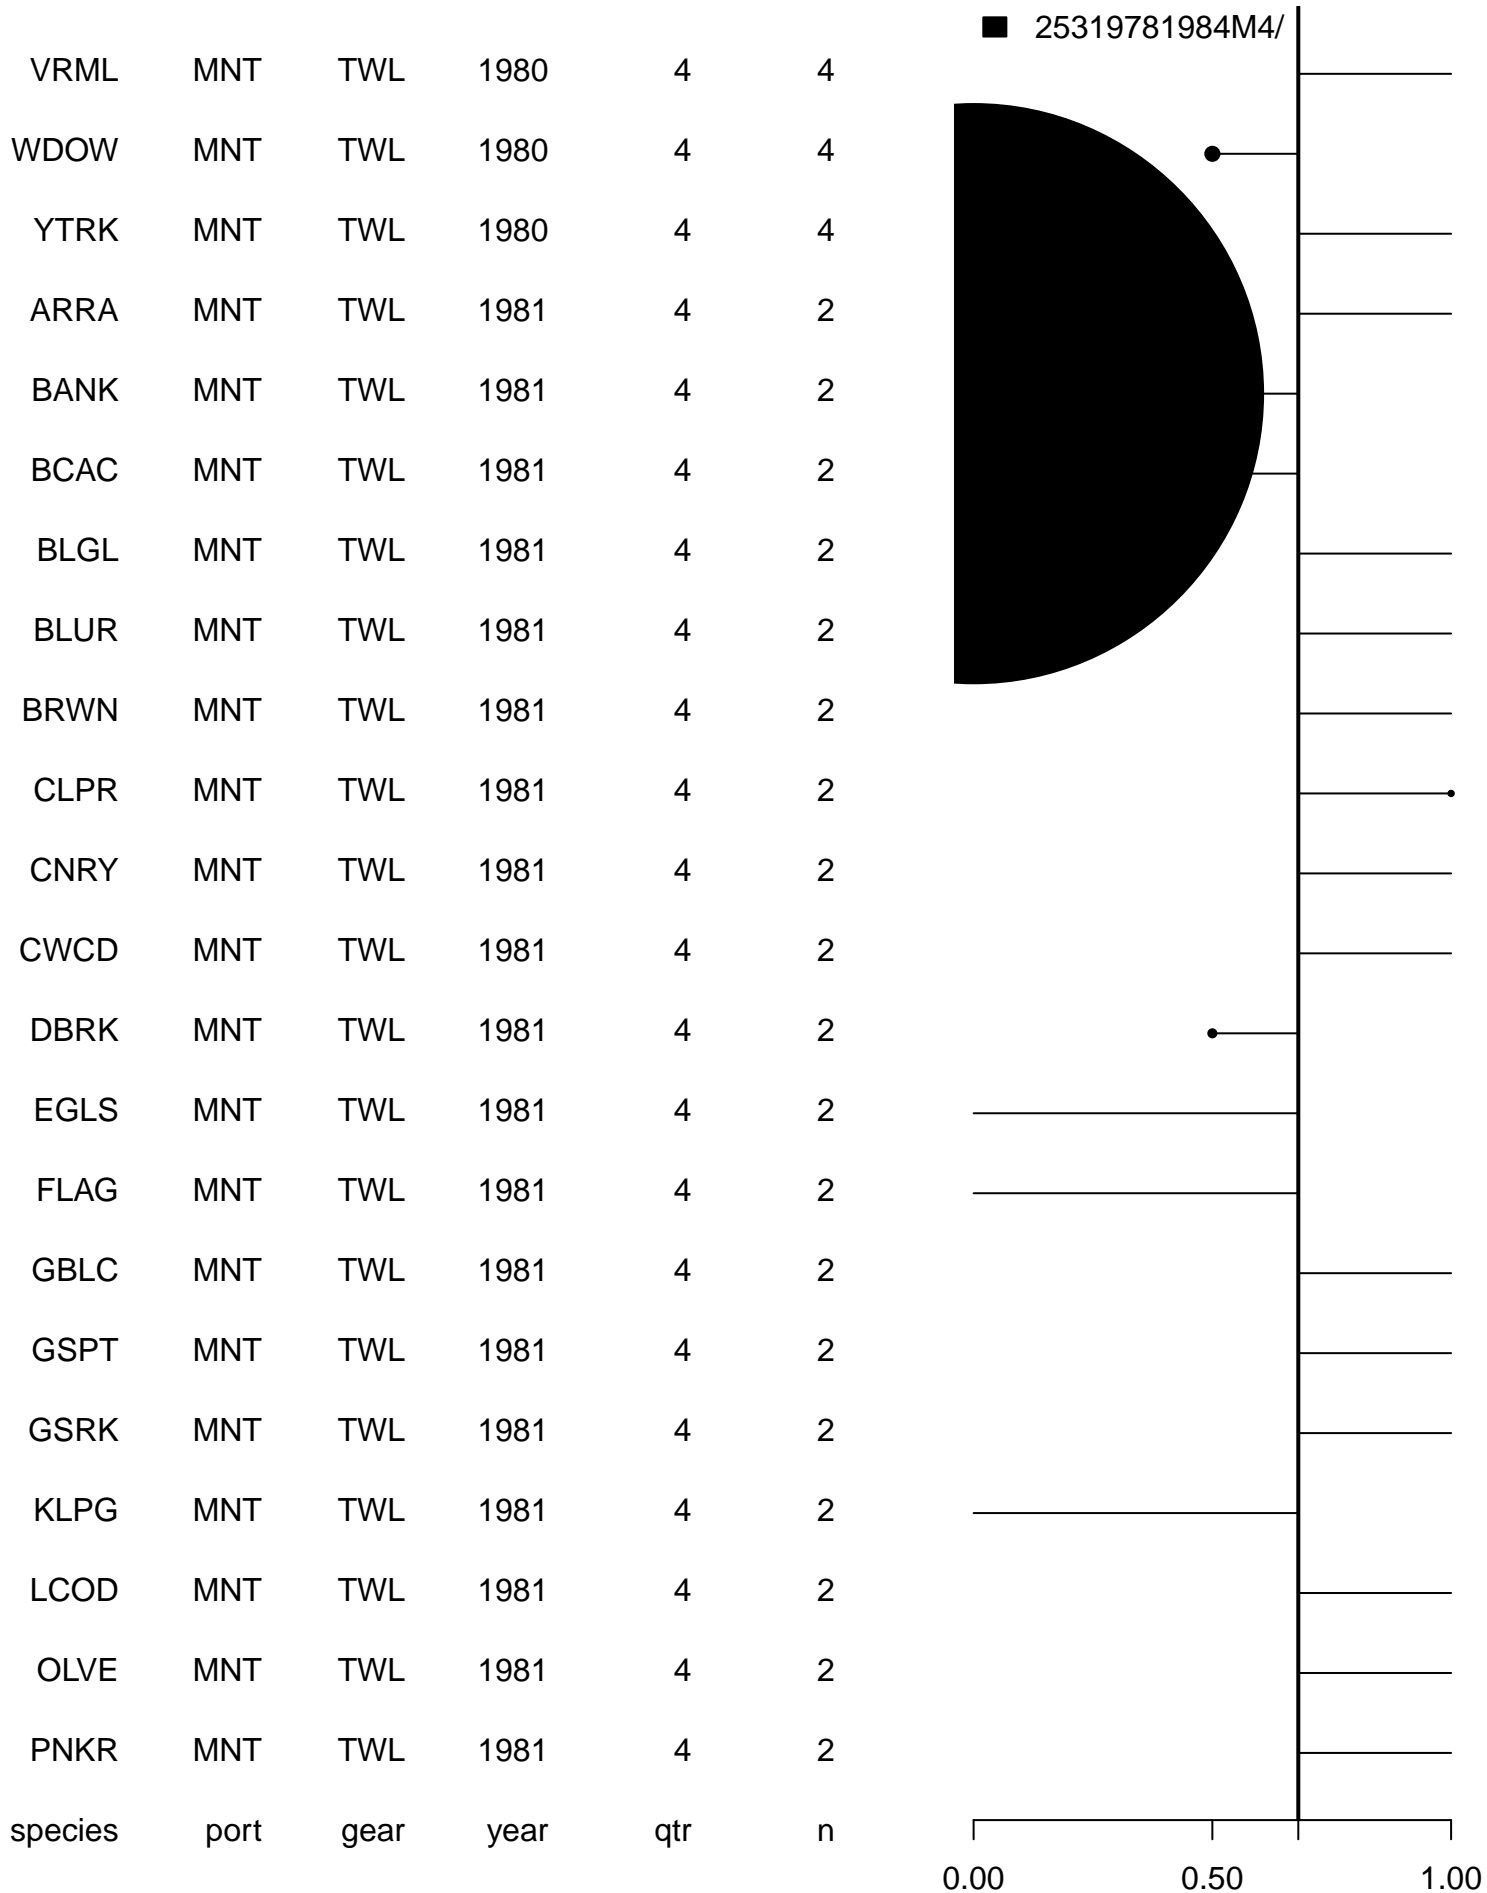 25319781984M4/
VRML MNT TWL 1980 4 4
WDOW MNT TWL 1980 4 4
YTRK MNT TWL 1980 4 4
ARRA MNT TWL 1981 4 2
BANK MNT TWL 1981 4 2
BCAC MNT TWL 1981 4 2
BLGL MNT TWL 1981 4 2
BLUR MNT TWL 1981 4 2
BRWN MNT TWL 1981 4 2
CLPR MNT TWL 1981 4 2
CNRY MNT TWL 1981 4 2
CWCD MNT TWL 1981 4 2
DBRK MNT TWL 1981 4 2
EGLS MNT TWL 1981 4 2
FLAG MNT TWL 1981 4 2
GBLC MNT TWL 1981 4 2
GSPT MNT TWL 1981 4 2
GSRK MNT TWL 1981 4 2
KLPG MNT TWL 1981 4 2
LCOD MNT TWL 1981 4 2
OLVE MNT TWL 1981 4 2
PNKR MNT TWL 1981 4 2
species port gear year qtr n
0.00 0.50 1.00